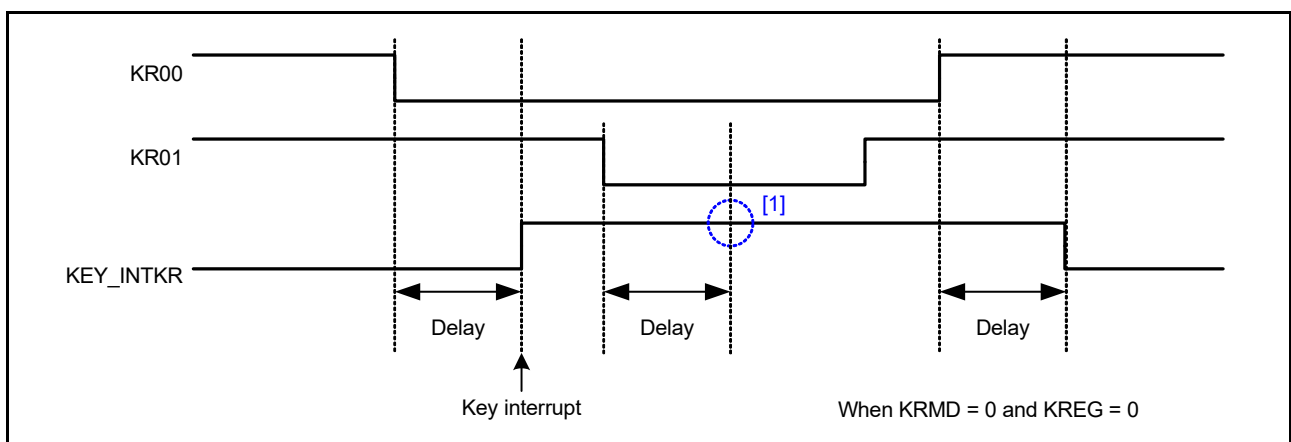 KR00
KR01
[1]
KEY_INTKR
Delay Delay Delay
Key interrupt When KRMD = 0 and KREG = 0